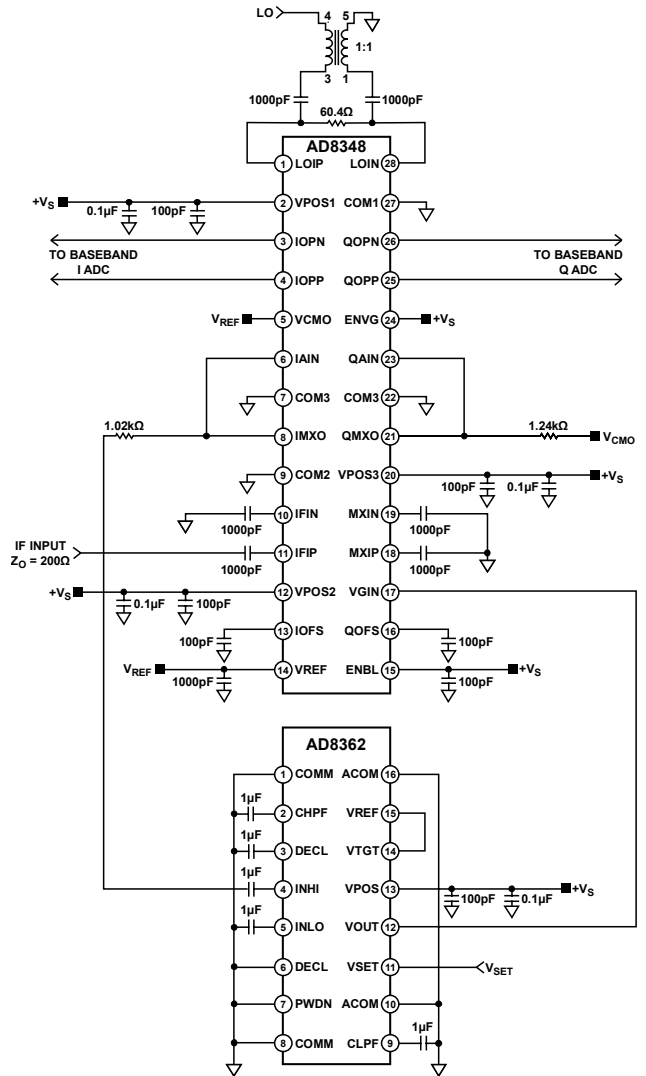 LO
4 5
1:1
3 1
1000pF 1000pF
60.4Ω
AD8348
1 LOIP LOIN 28
+VS 0.1µF 100pF 2 VPOS1 COM1 27
3 IOPN QOPN 26
TO BASEBAND
I ADC
TO BASEBAND
Q ADC
4 IOPP QOPP 25
VREF 5 VCMO ENVG 24 +VS
6 IAIN QAIN 23
7 COM3 COM3 22
1.02kΩ 8 IMXO QMXO 21 1.24kΩ VCMO
9 COM2 VPOS3 20 100pF 0.1µF +VS
1000pF 10 IFIN MXIN 19 1000pF
IF INPUT
ZO = 200Ω
1000pF 11 IFIP MXIP 18 1000pF
+VS 0.1µF 100pF 12 VPOS2 VGIN 17
100pF 13 IOFS QOFS 16 100pF
VREF 1000pF 14 VREF ENBL 15 100pF +VS
AD8362
1 COMM ACOM 16
1µF 2 CHPF VREF 15
1µF 3 DECL VTGT 14
1µF 4 INHI VPOS 13 100pF 0.1µF +VS
1µF 5 INLO VOUT 12
6 DECL VSET 11 VSET
7 PWDN ACOM 10
8 COMM CLPF 9 1µF